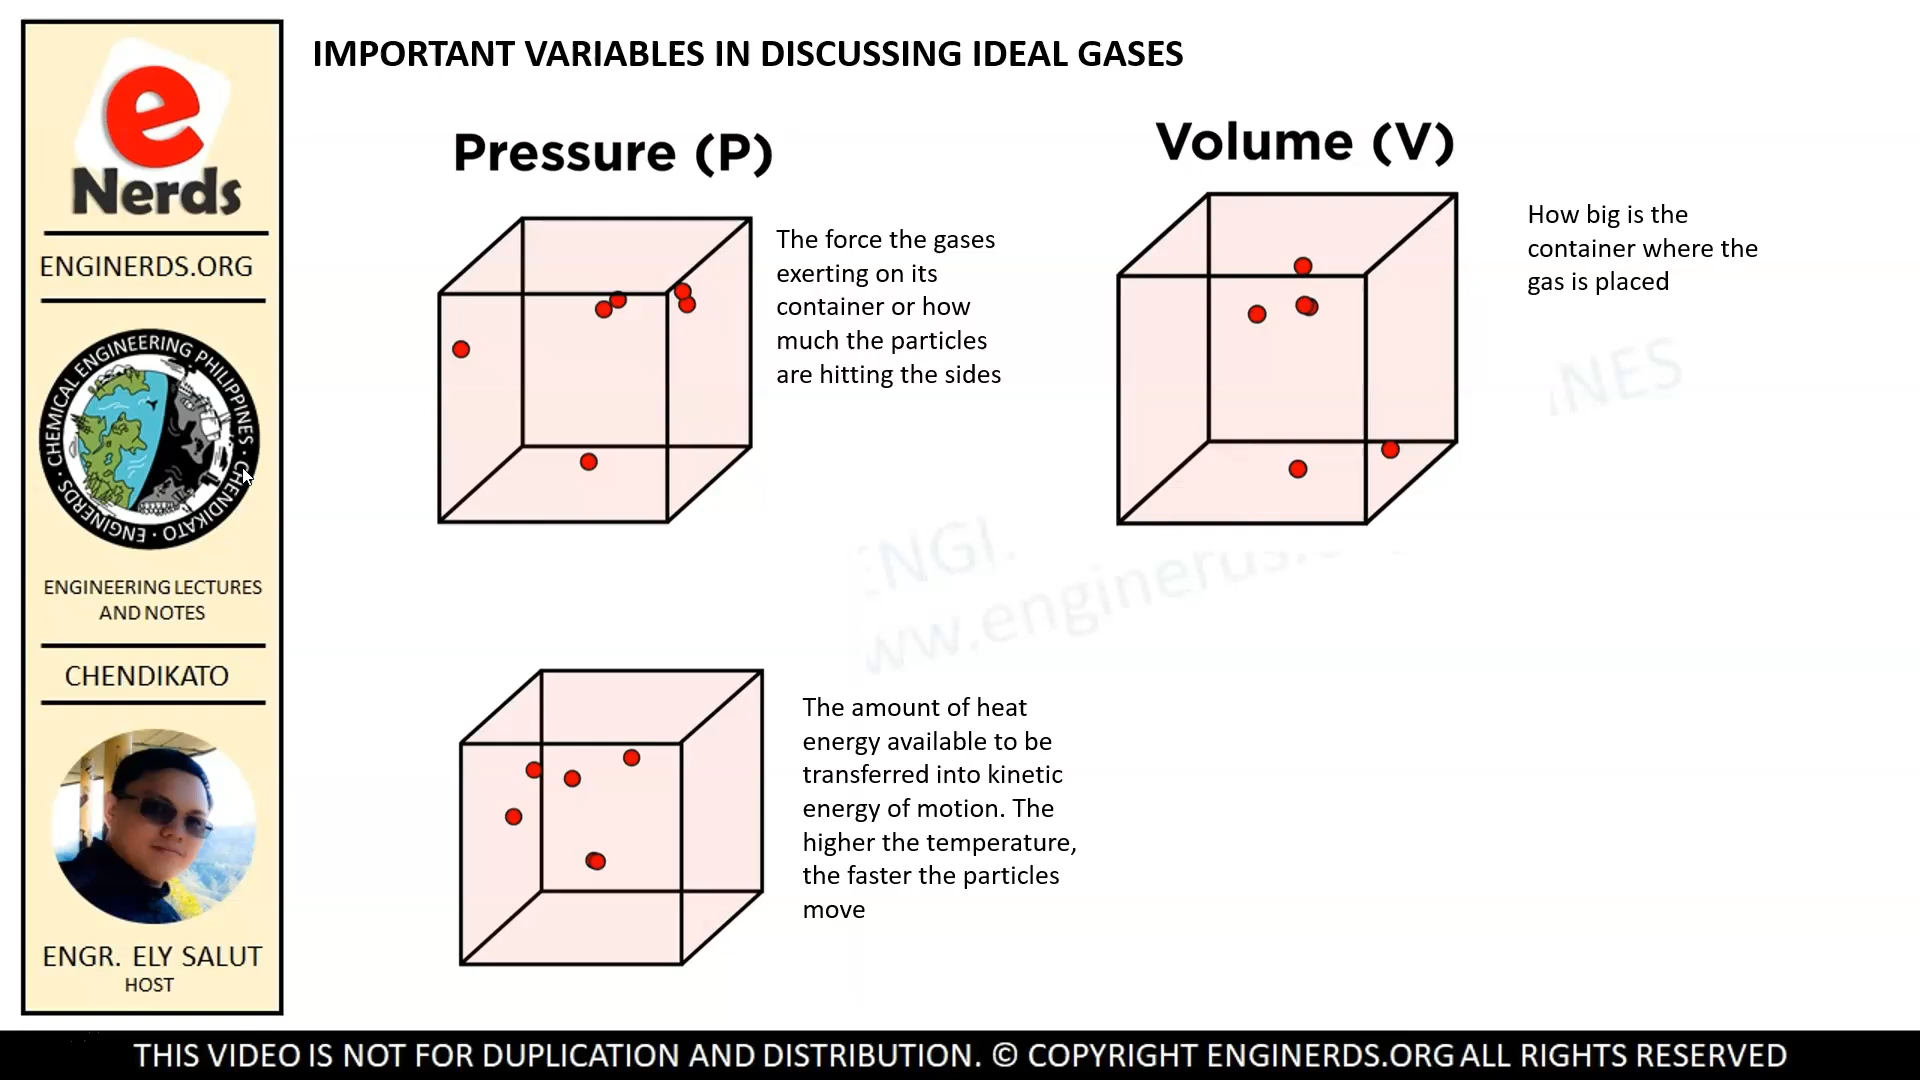 e
Nerds
ENGINERDS.ORG
CHEMICAL ENGINEERING PHILIPPINES · CHENDIKATO · ENGINERDS ·
ENGINEERING LECTURES
AND NOTES
CHENDIKATO
ENGR. ELY SALUT
HOST
IMPORTANT VARIABLES IN DISCUSSING IDEAL GASES
Pressure (P)
The force the gases
exerting on its
container or how
much the particles
are hitting the sides
Volume (V)
How big is the
container where the
gas is placed
The amount of heat
energy available to be
transferred into kinetic
energy of motion. The
higher the temperature,
the faster the particles
move
THIS VIDEO IS NOT FOR DUPLICATION AND DISTRIBUTION. © COPYRIGHT ENGINERDS.ORG ALL RIGHTS RESERVED